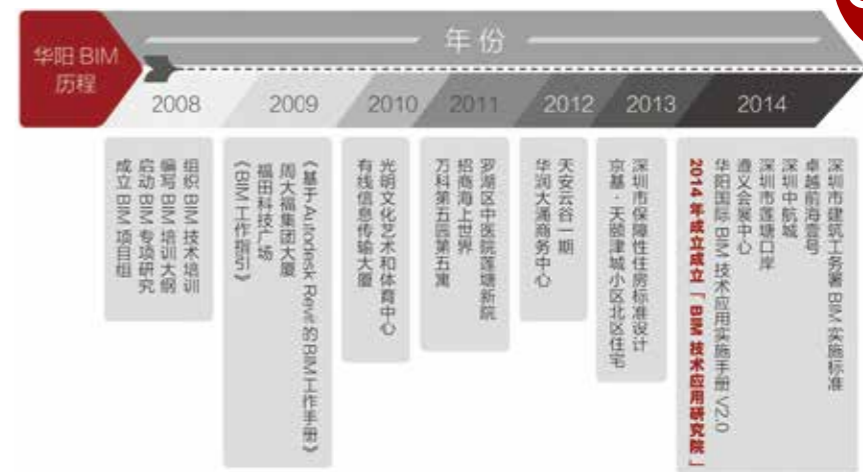 华阳 BIM
历程
年份
2008
2009
2010
2011
2012
2013
2014
组织 BIM 技术培训
编写 BIM 培训大纲
启动 BIM 专项研究
成立 BIM 项目组
《基于 Autodesk Revit 的 BIM 工作手册》
周大福集团大厦
福田科技广场
《BIM 工作指引》
光明文化艺术和体育中心
有线信息传输大厦
罗湖区中医院莲塘新院
招商海上世界
万科第五园第五寓
天安云谷一期
华润大涌商务中心
深圳市保障性住房标准设计
京基·天颐津城小区北区住宅
深圳市建筑工务署 BIM 实施标准
卓越前海壹号
深圳中航城
深圳市莲塘口岸
遵义会展中心
华阳国际 BIM 技术应用实施手册 V2.0
2014 年成立成立「BIM 技术应用研究院」